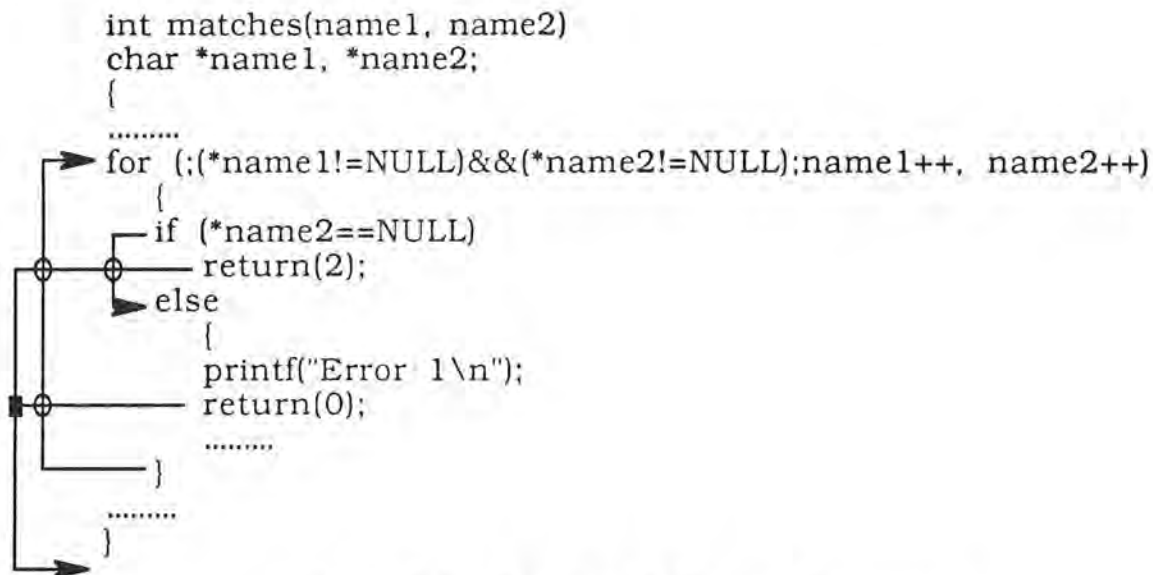 int matches(name1, name2)
char *name1, *name2;
{
.........
for (;(*name1!=NULL)&&(*name2!=NULL);name1++, name2++)
{
if (*name2==NULL)
return(2);
else
{
printf("Error 1\n");
return(0);
.........
}
.........
}